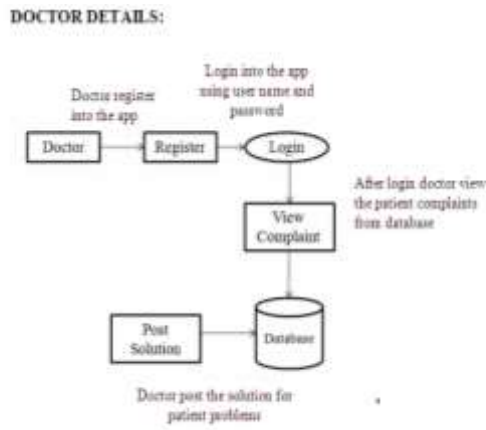 DOCTOR DETAILS:
Login into the app
using user name and
password
Doctor register
into the app
Doctor
Register
Login
After login doctor view
the patient complaints
from database
View
Complaint
Post
Solution
Database
Doctor post the solution for
patient problems